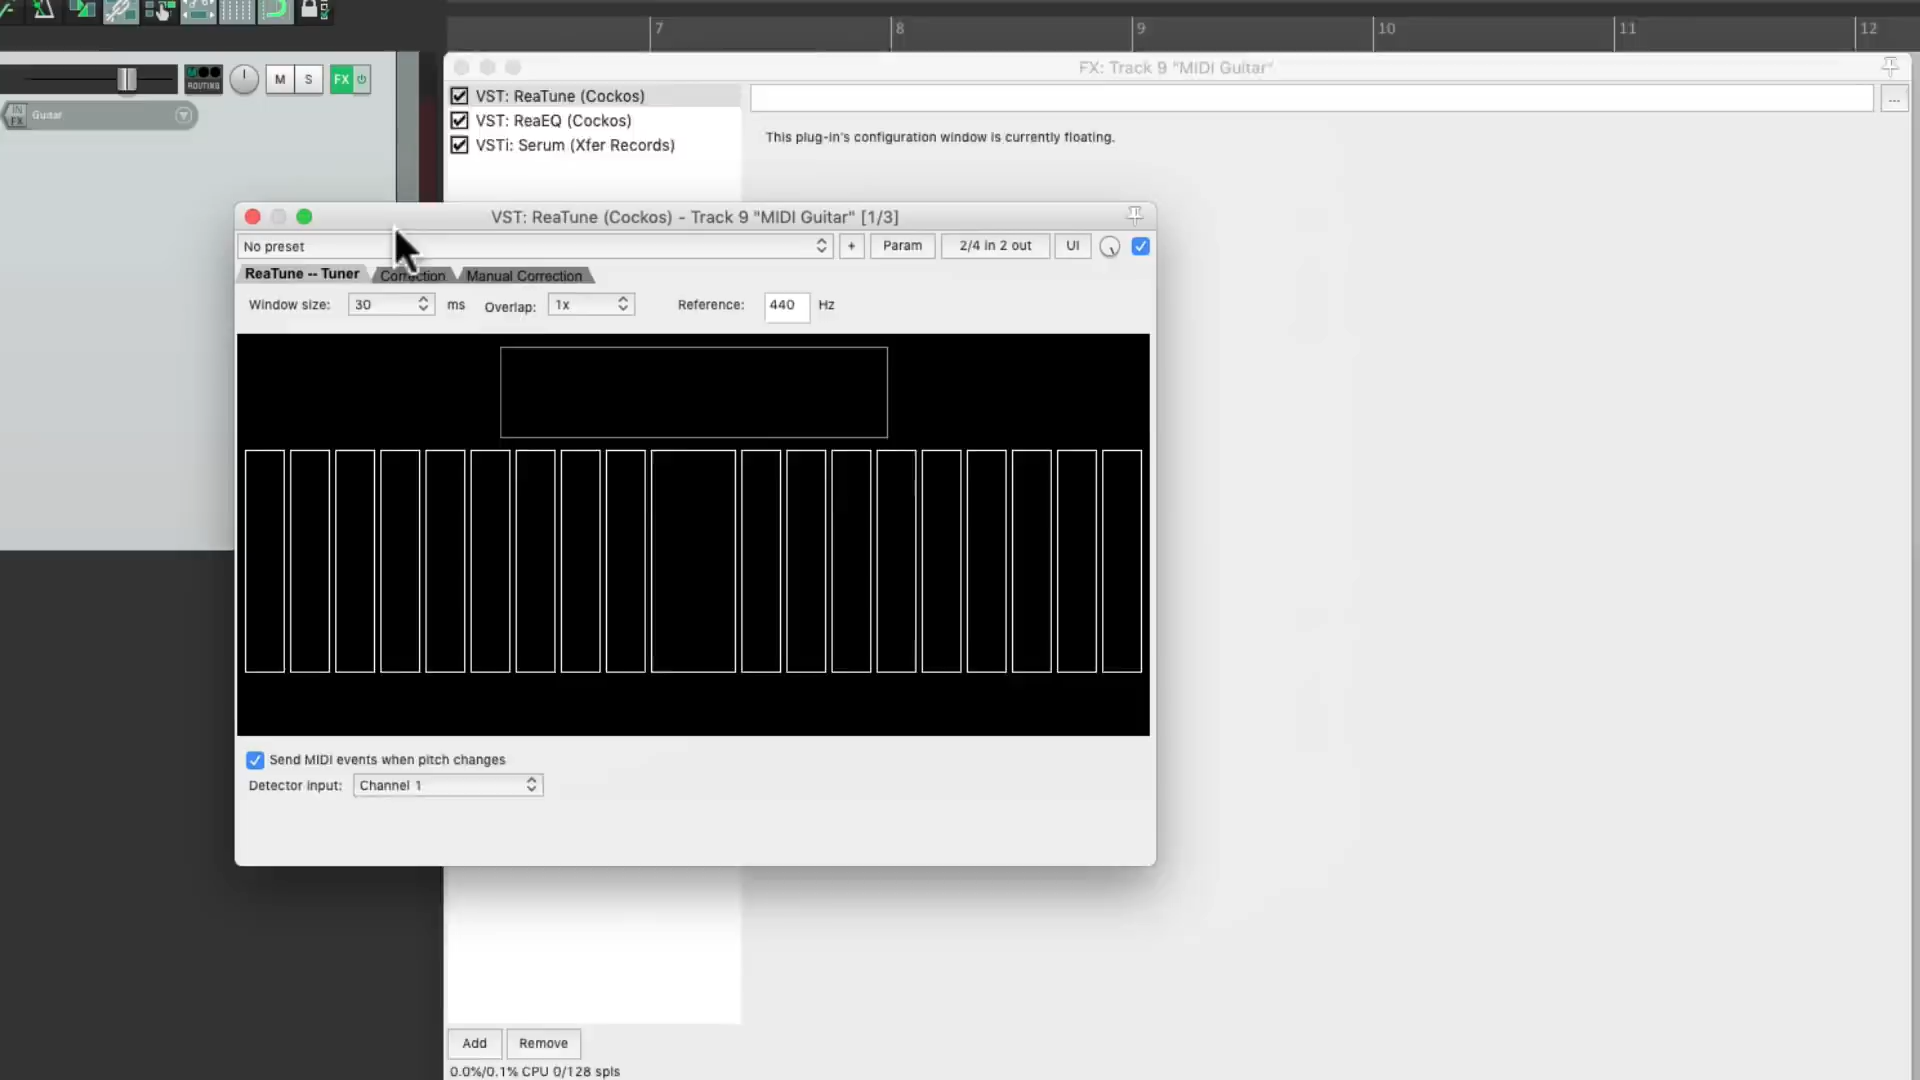 7 8 9 10 11 12
FX: Track 9 "MIDI Guitar"
ROUTING M S FX
VST: ReaTune (Cockos)
...
IN FX Guitar
VST: ReaEQ (Cockos)
This plug-in's configuration window is currently floating.
VSTi: Serum (Xfer Records)
VST: ReaTune (Cockos) - Track 9 "MIDI Guitar" [1/3]
No preset + Param 2/4 in 2 out UI
ReaTune -- Tuner Correction Manual Correction
Window size: 30 ms Overlap: 1x Reference: 440 Hz
Send MIDI events when pitch changes
Detector input: Channel 1
Add Remove
0.0%/0.1% CPU 0/128 spls